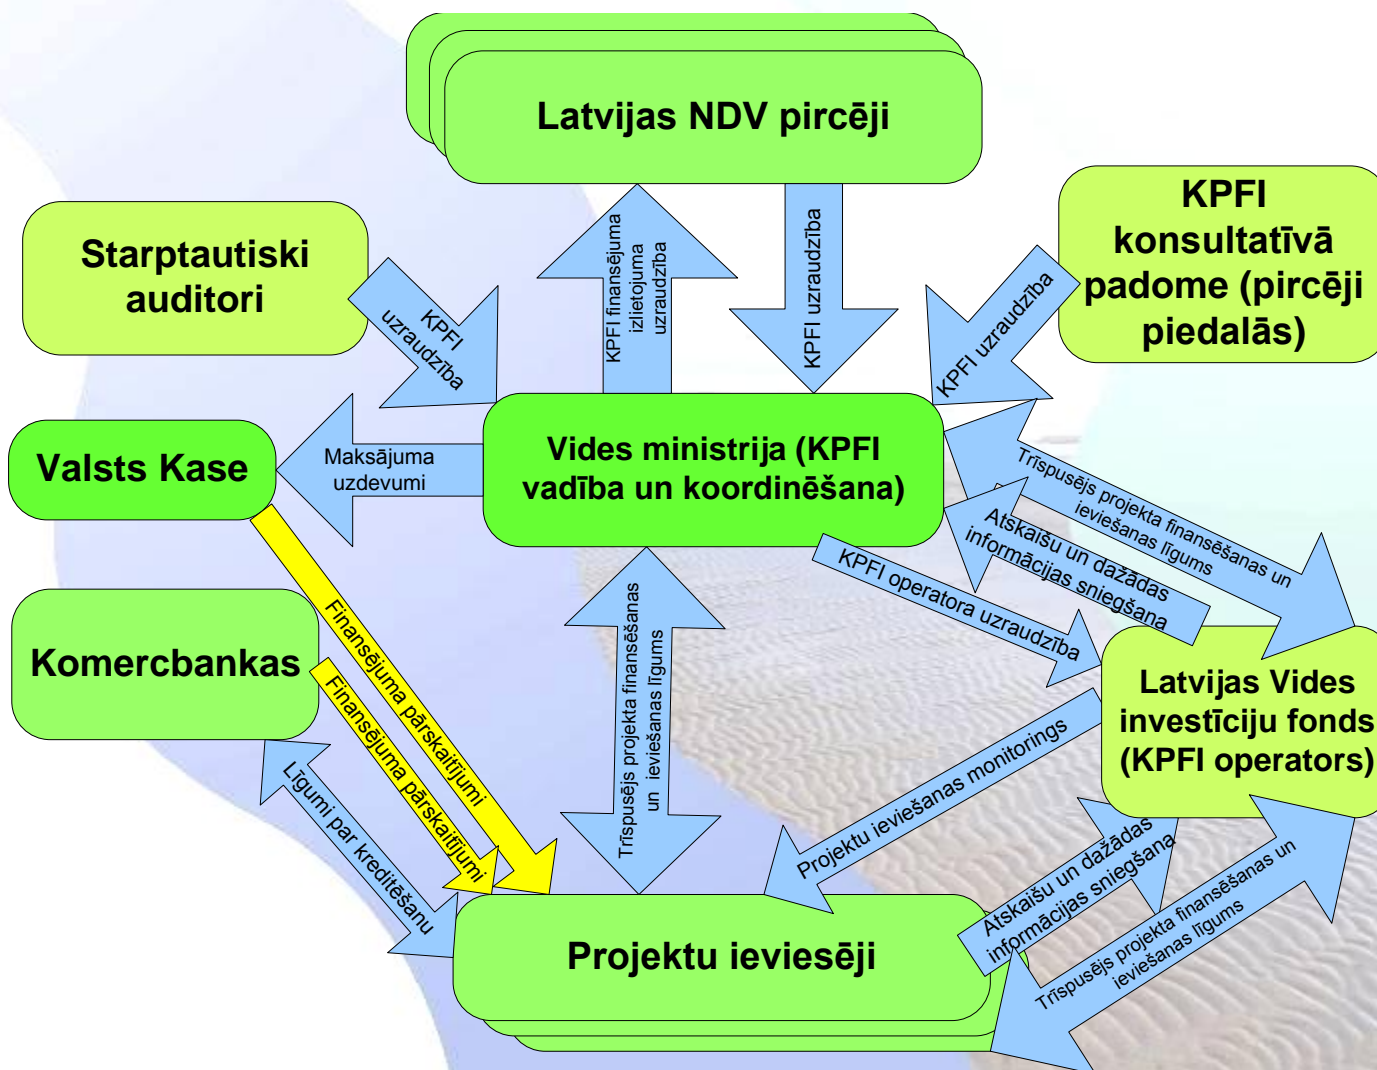 Latvijas NDV pircēji
KPFI
konsultatīvā
padome (pircēji
piedalās)
Starptautiski
auditori
KPFI finansējuma
izlietojuma
uzraudzība
KPFI uzraudzība
KPFI
uzraudzība
KPFI uzraudzība
Valsts Kase
Maksājuma
uzdevumi
Vides ministrija (KPFI
vadība un koordinēšana)
Trīspusējs projekta finansēšanas un
ieviešanas līgums
Atskaišu un dažādas
informācijas sniegšana
KPFI operatora uzraudzība
Komercbankas
Finansējuma pārskaitījumi
Finansējuma pārskaitījumi
Līgumi par kreditēšanu
Trīspusējs projekta finansēšanas
un ieviešanas līgums
Latvijas Vides
investīciju fonds
(KPFI operators)
Projektu ieviešanas monitorings
Atskaišu un dažādas
informācijas sniegšana
Trīspusējs projekta finansēšanas un
ieviešanas līgums
Projektu ieviesēji